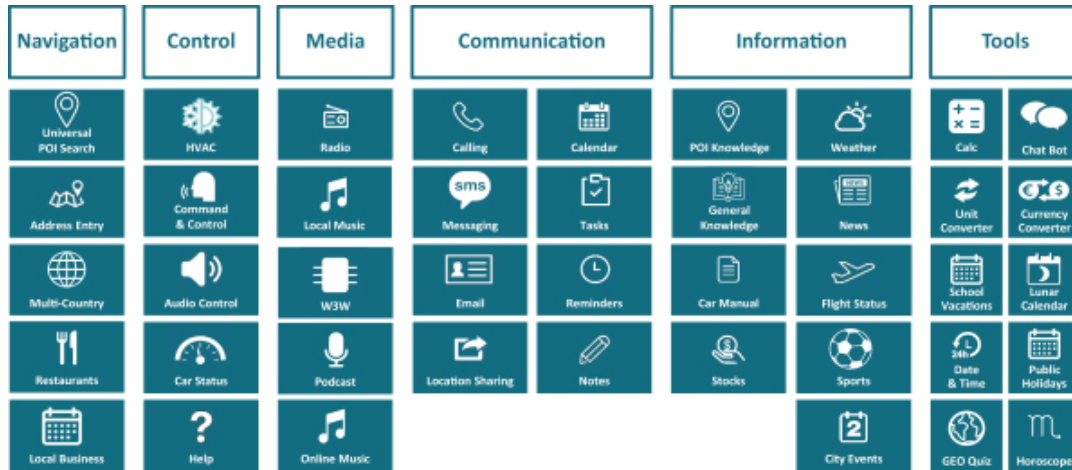 Navigation
Control
Media
Communication
Information
Tools
Universal
POI Search
HVAC
Radio
Calling
Calendar
POI Knowledge
Weather
Calc
Chat Bot
Address Entry
Command
& Control
Local Music
sms
Messaging
Tasks
General
Knowledge
NEWS
News
Unit
Converter
€ $
Currency
Converter
Multi-Country
Audio Control
W3W
Email
Reminders
Car Manual
Flight Status
School
Vacations
Lunar
Calendar
Restaurants
Car Status
Podcast
Location Sharing
Notes
$
Stocks
Sports
24h
Date
& Time
Public
Holidays
Local Business
?
Help
Online Music
2
City Events
GEO Quiz
Horoscope